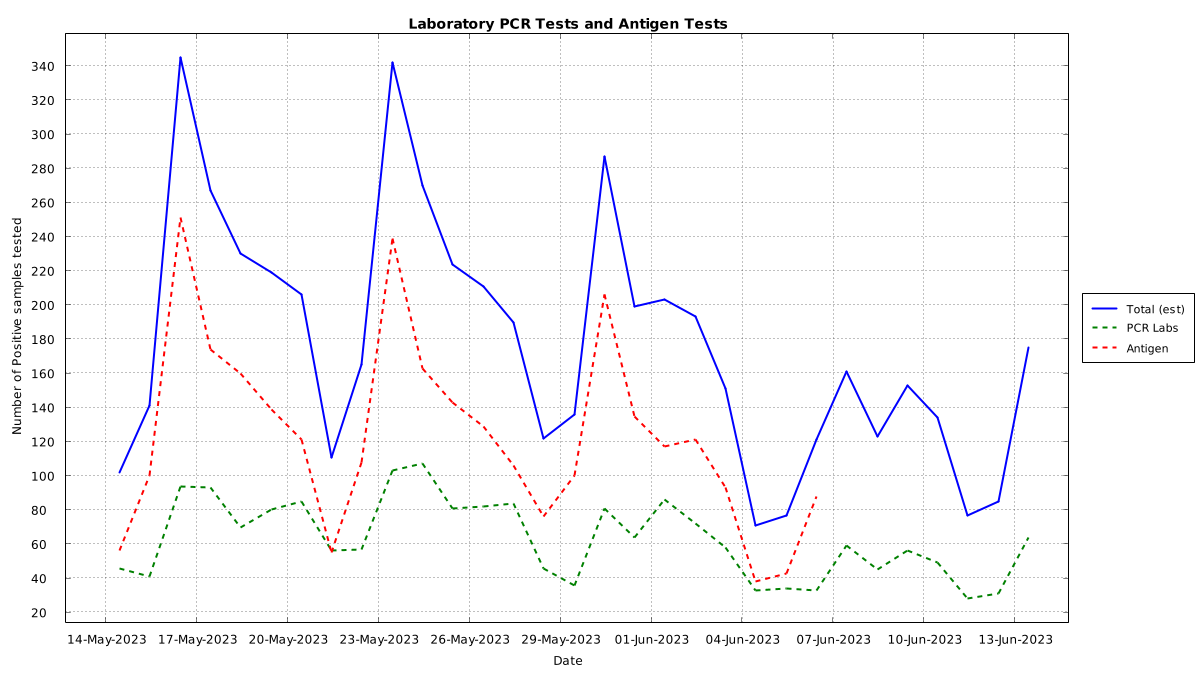 Laboratory PCR Tests and Antigen Tests
Number of Positive samples tested
340
320
300
280
260
240
220
200
180
160
140
120
100
80
60
40
20
14-May-2023 17-May-2023 20-May-2023 23-May-2023 26-May-2023 29-May-2023 01-Jun-2023 04-Jun-2023 07-Jun-2023 10-Jun-2023 13-Jun-2023
Date
Total (est)
PCR Labs
Antigen